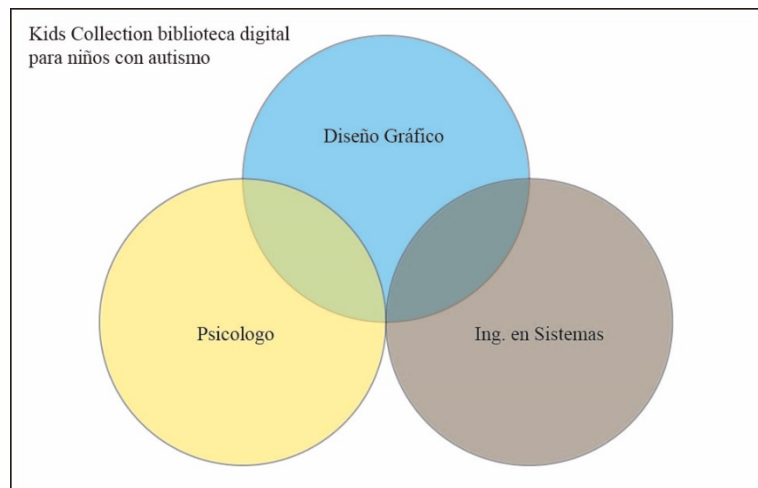 Kids Collection biblioteca digital
para niños con autismo
Diseño Gráfico
Psicologo
Ing. en Sistemas